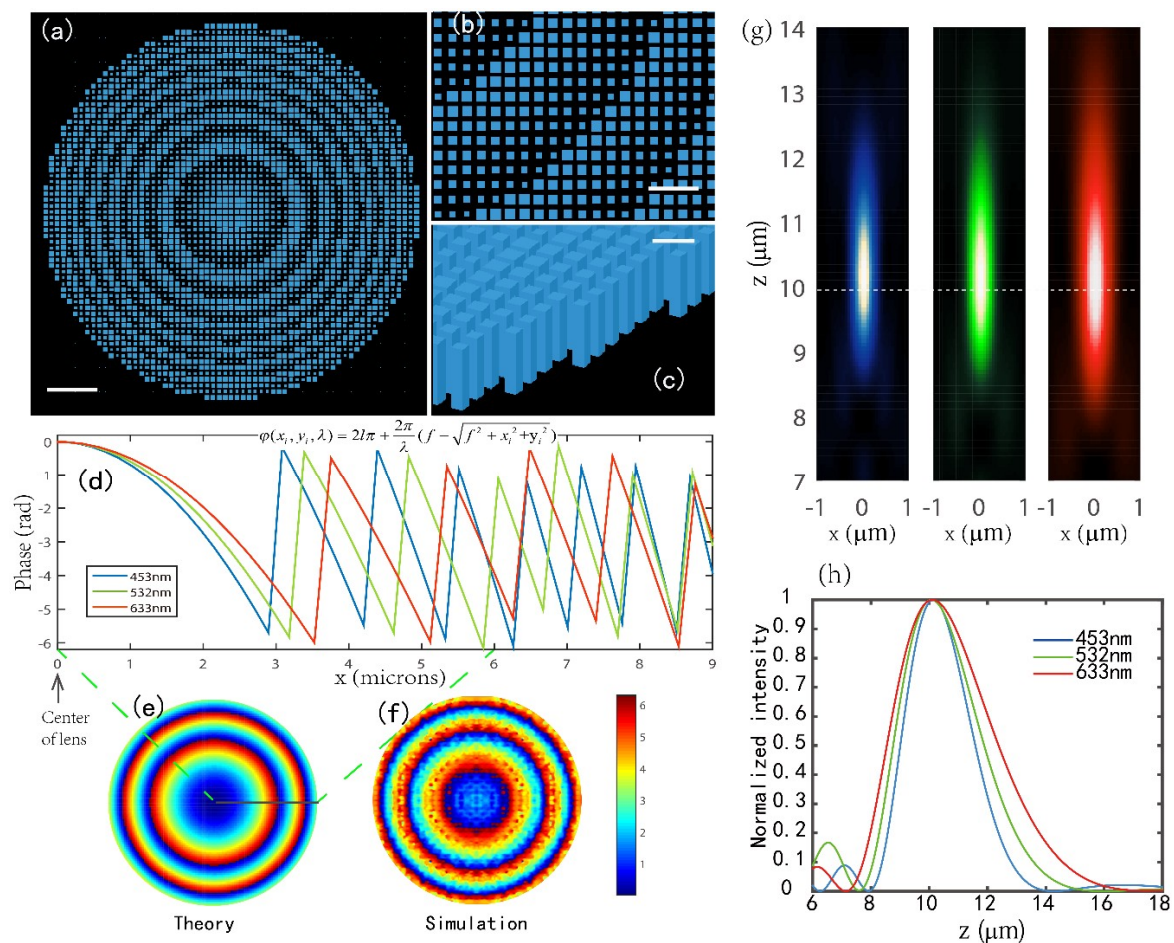 (a)
(b)
(c)
φ(xᵢ, yᵢ, λ) = 2lπ + 2π/λ (f − √(f² + xᵢ² + yᵢ²))
(d)
Phase (rad)
0
1
-2
-3
-4
-5
-6
453nm
532nm
633nm
0 1 2 3 4 5 6 7 8 9
x (microns)
Center
of lens
(e)
Theory
(f)
Simulation
6
5
4
3
2
1
(g)
z (μm)
14
13
12
11
10
9
8
7
-1 0 1
x (μm)
-1 0 1
x (μm)
-1 0 1
x (μm)
(h)
Normalized intensity
1
0.9
0.8
0.7
0.6
0.5
0.4
0.3
0.2
0.1
0
453nm
532nm
633nm
6 8 10 12 14 16 18
z (μm)